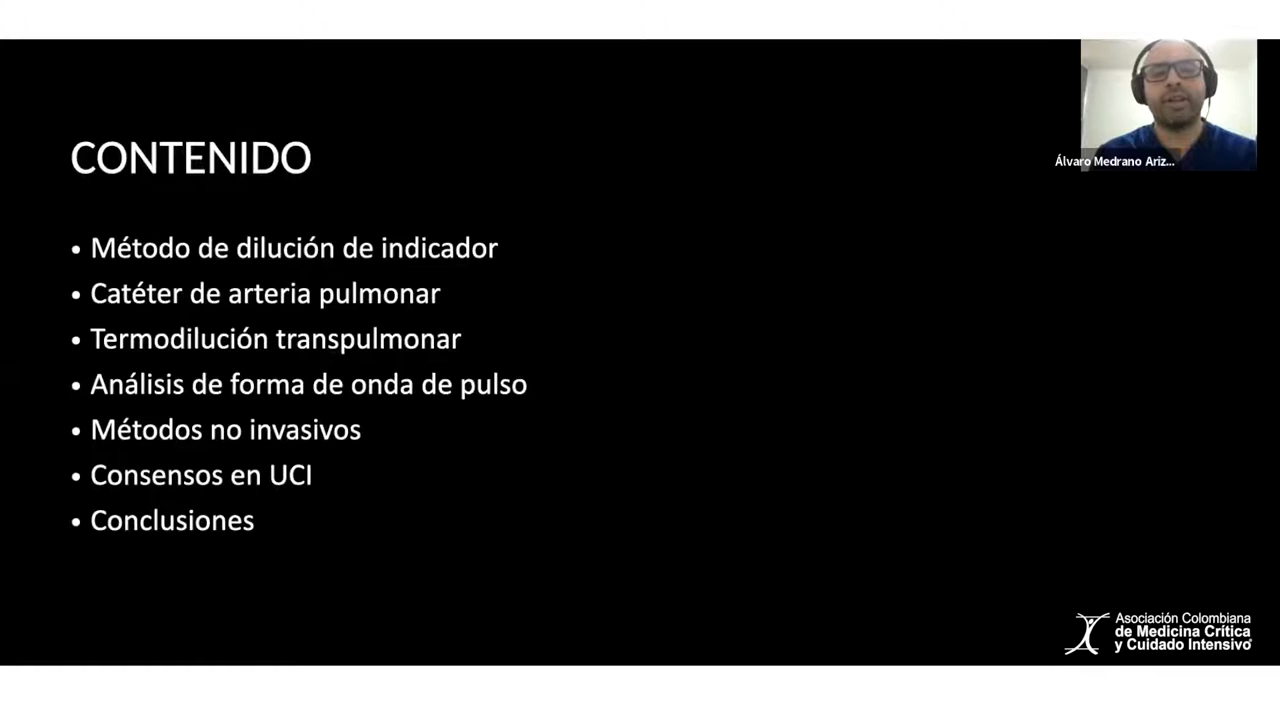 CONTENIDO
• Método de dilución de indicador
• Catéter de arteria pulmonar
• Termodilución transpulmonar
• Análisis de forma de onda de pulso
• Métodos no invasivos
• Consensos en UCI
• Conclusiones
Álvaro Medrano Ariz...
Asociación Colombiana
de Medicina Crítica
y Cuidado Intensivo